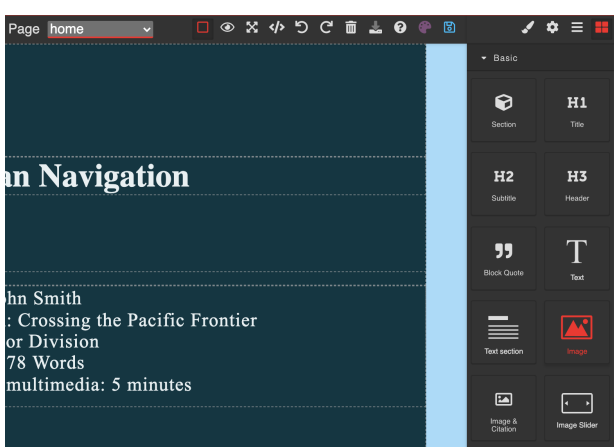 Page home
Basic
Section
H1
Title
an Navigation
H2
Subtitle
H3
Header
Block Quote
T
Text
hn Smith
: Crossing the Pacific Frontier
or Division
78 Words
multimedia: 5 minutes
Text section
Image
Image &
Citation
Image Slider